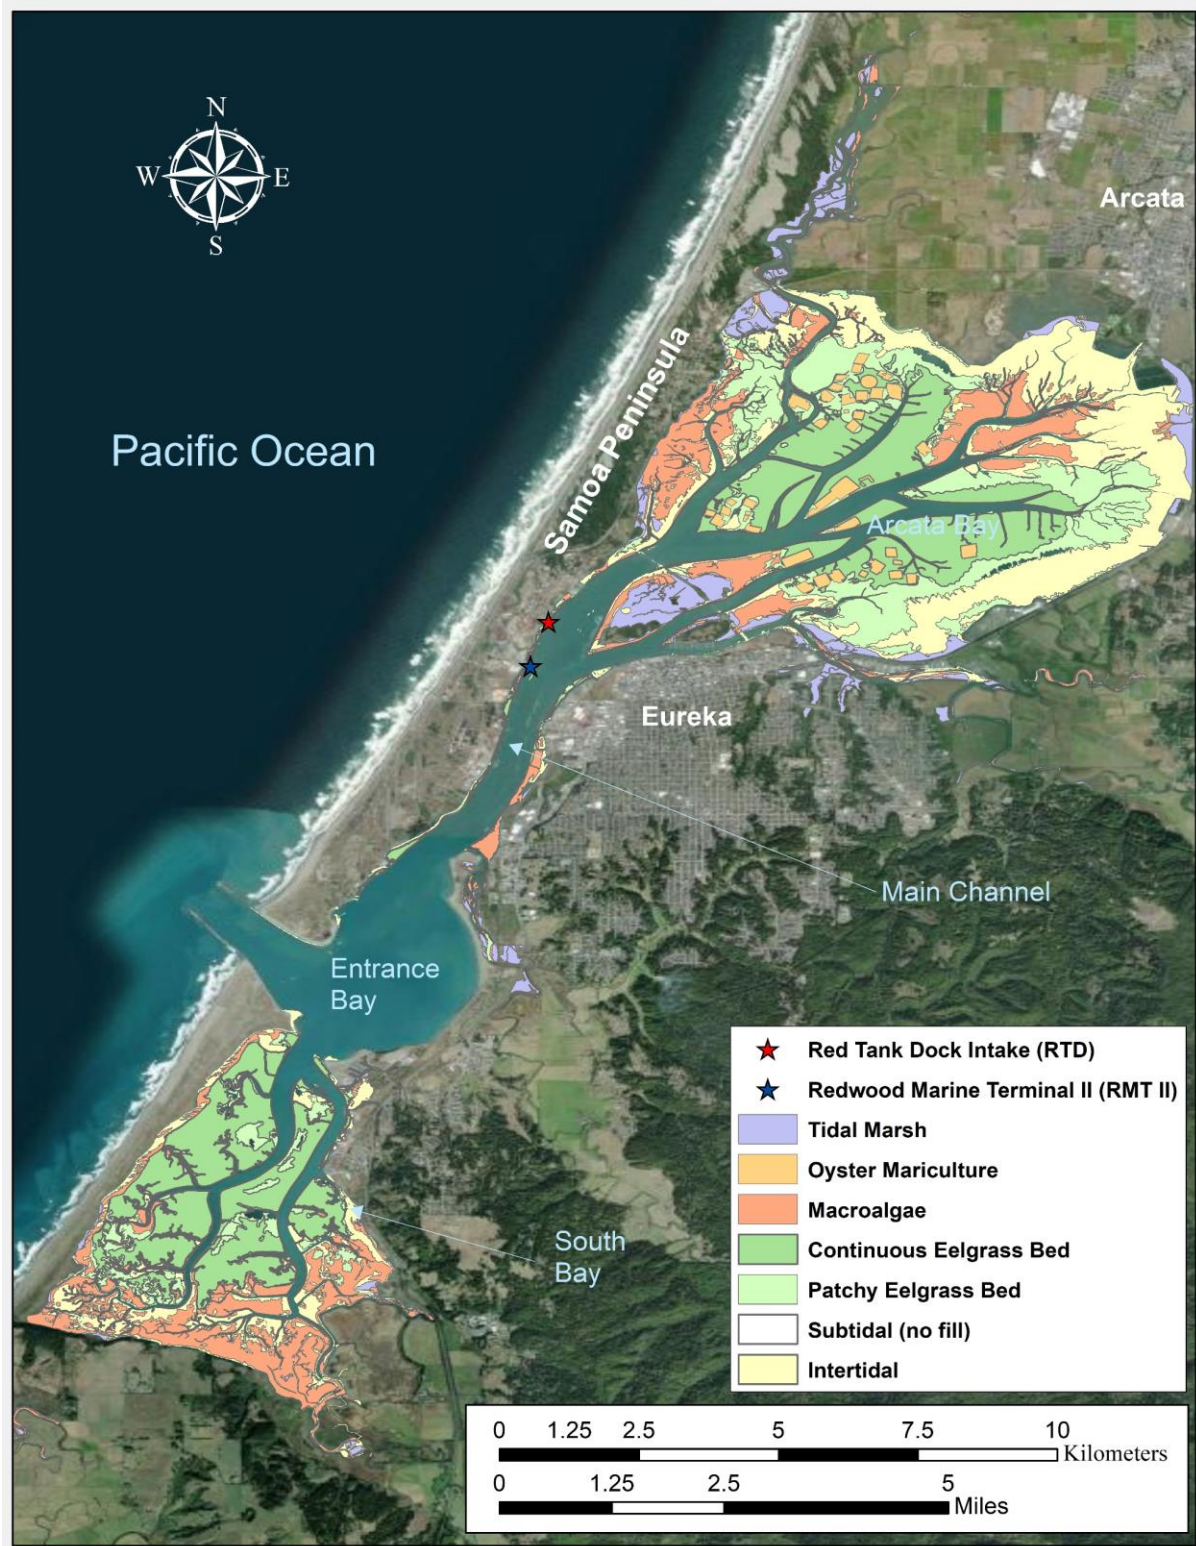 N
W
E
S
Arcata
Samoa Peninsula
Pacific Ocean
Arcata Bay
Eureka
Main Channel
Entrance
Bay
South
Bay
Red Tank Dock Intake (RTD)
Redwood Marine Terminal II (RMT II)
Tidal Marsh
Oyster Mariculture
Macroalgae
Continuous Eelgrass Bed
Patchy Eelgrass Bed
Subtidal (no fill)
Intertidal
0 1.25 2.5 5 7.5 10
Kilometers
0 1.25 2.5 5
Miles